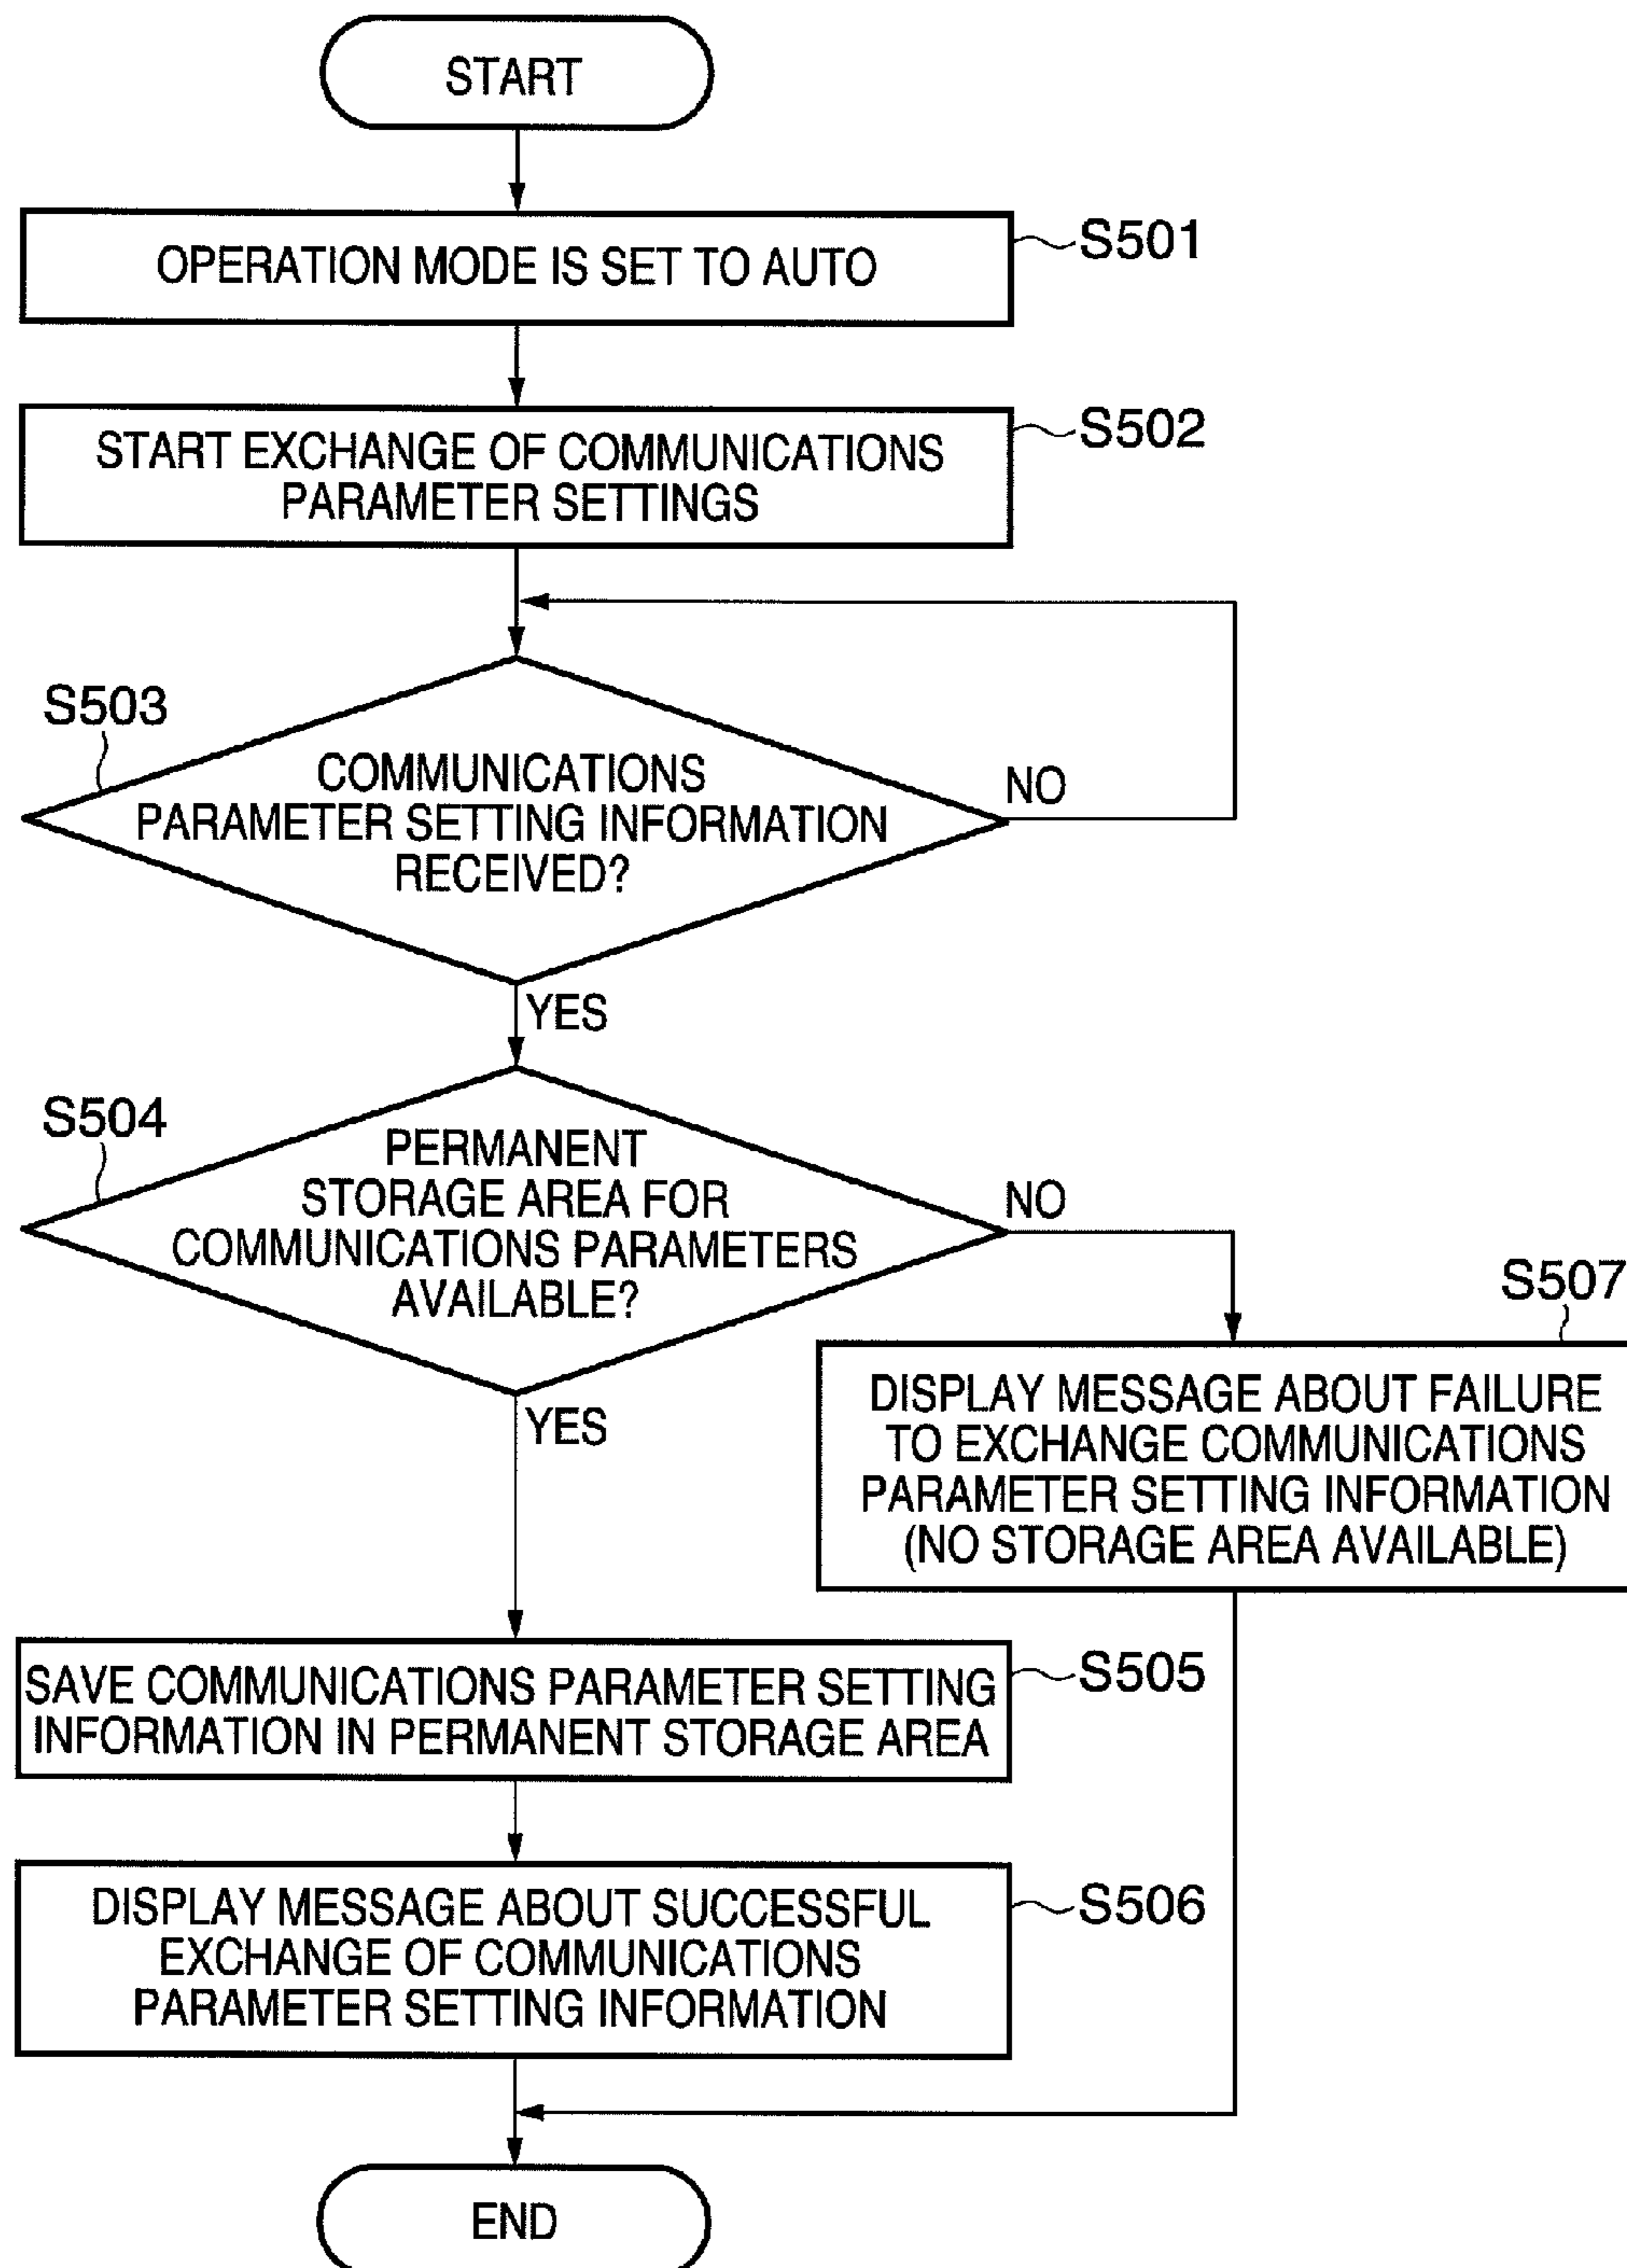 START
OPERATION MODE IS SET TO AUTO
S501
START EXCHANGE OF COMMUNICATIONS
PARAMETER SETTINGS
S502
S503
COMMUNICATIONS
PARAMETER SETTING INFORMATION
RECEIVED?
NO
YES
S504
PERMANENT
STORAGE AREA FOR
COMMUNICATIONS PARAMETERS
AVAILABLE?
NO
YES
S507
DISPLAY MESSAGE ABOUT FAILURE
TO EXCHANGE COMMUNICATIONS
PARAMETER SETTING INFORMATION
(NO STORAGE AREA AVAILABLE)
SAVE COMMUNICATIONS PARAMETER SETTING
INFORMATION IN PERMANENT STORAGE AREA
S505
DISPLAY MESSAGE ABOUT SUCCESSFUL
EXCHANGE OF COMMUNICATIONS
PARAMETER SETTING INFORMATION
S506
END